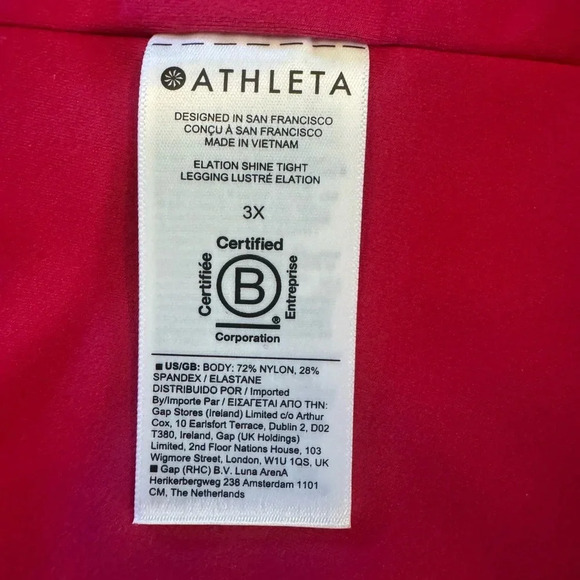 ATHLETA
DESIGNED IN SAN FRANCISCO
CONÇU À SAN FRANCISCO
MADE IN VIETNAM
ELATION SHINE TIGHT
LEGGING LUSTRÉ ELATION
3X
Certified
Certifiée
B
Entreprise
®
Corporation
■ US/GB: BODY: 72% NYLON, 28%
SPANDEX / ELASTANE
DISTRIBUIDO POR / Imported
By/Importe Par / ΕΙΣΑΓΕΤΑΙ ΑΠΟ ΤΗΝ:
Gap Stores (Ireland) Limited c/o Arthur
Cox, 10 Earlsfort Terrace, Dublin 2, D02
T380, Ireland, Gap (UK Holdings)
Limited, 2nd Floor Nations House, 103
Wigmore Street, London, W1U 1QS, UK
■ Gap (RHC) B.V. Luna ArenA
Herikerbergweg 238 Amsterdam 1101
CM, The Netherlands